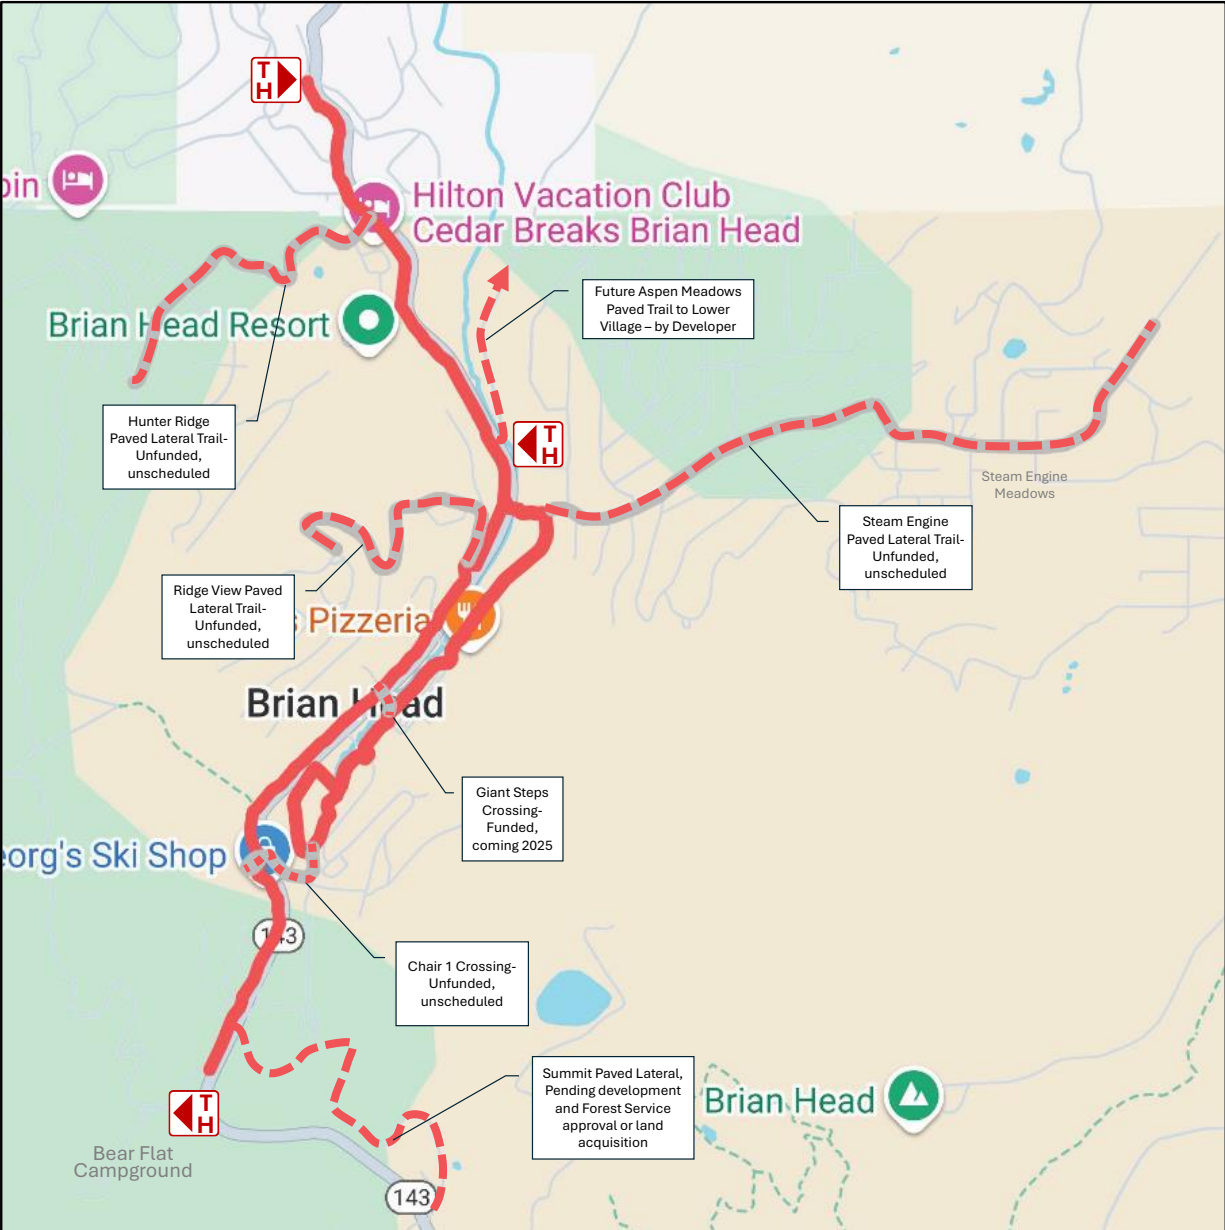 T
H
bin
Hilton Vacation Club
Cedar Breaks Brian Head
Future Aspen Meadows
Paved Trail to Lower
Village – by Developer
Brian Head Resort
Hunter Ridge
Paved Lateral Trail-
Unfunded,
unscheduled
T
H
Steam Engine
Meadows
Steam Engine
Paved Lateral Trail-
Unfunded,
unscheduled
Ridge View Paved
Lateral Trail-
Unfunded,
unscheduled
s Pizzeria
Brian Head
Giant Steps
Crossing-
Funded,
coming 2025
eorg's Ski Shop
143
Chair 1 Crossing-
Unfunded,
unscheduled
Summit Paved Lateral,
Pending development
and Forest Service
approval or land
acquisition
Brian Head
T
H
Bear Flat
Campground
143